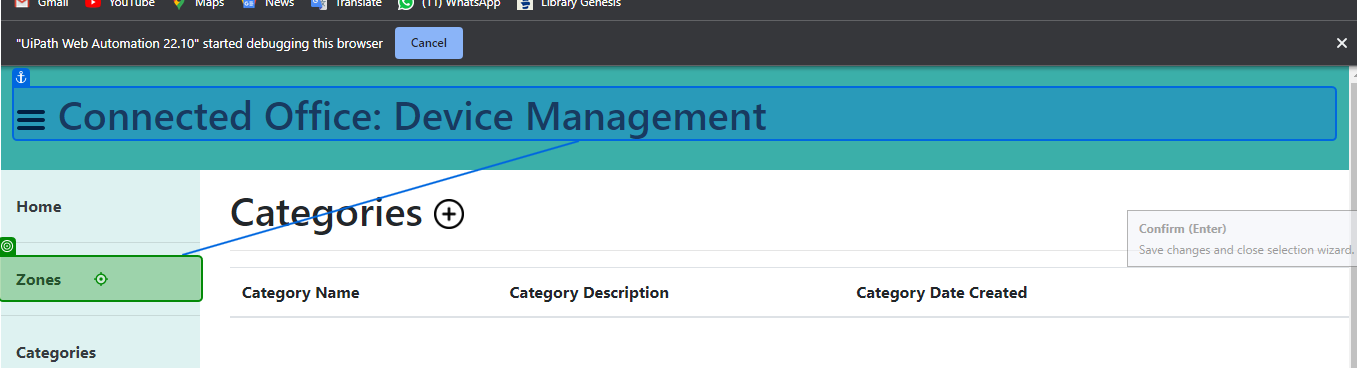 Gmail YouTube Maps News Translate (11) WhatsApp Library Genesis
"UiPath Web Automation 22.10" started debugging this browser Cancel
Connected Office: Device Management
Home
Categories
Confirm (Enter)
Save changes and close selection wizard.
Zones
Category Name Category Description Category Date Created
Categories